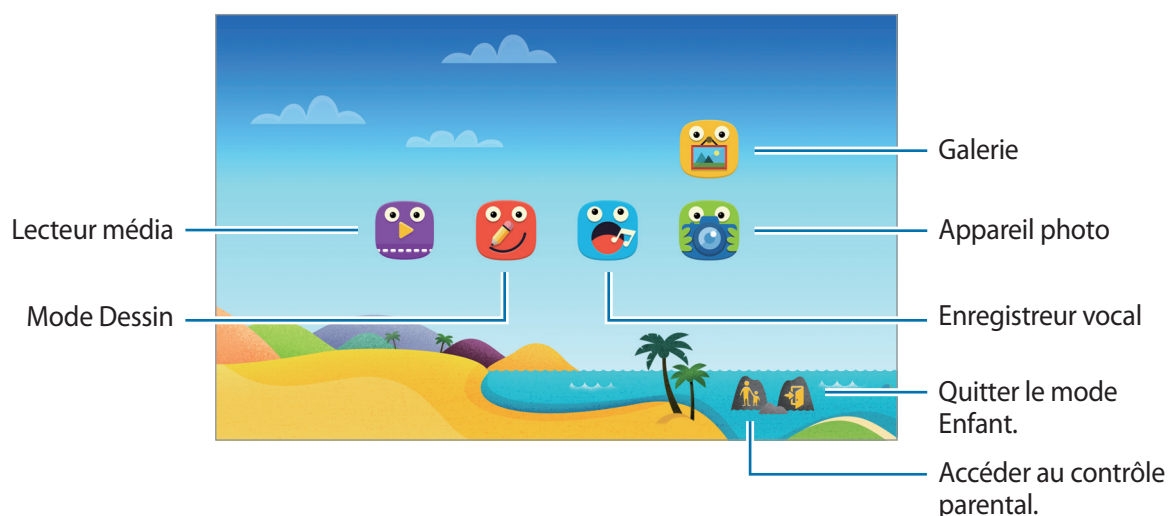 Galerie
Lecteur média
Appareil photo
Mode Dessin
Enregistreur vocal
Quitter le mode
Enfant.
Accéder au contrôle
parental.